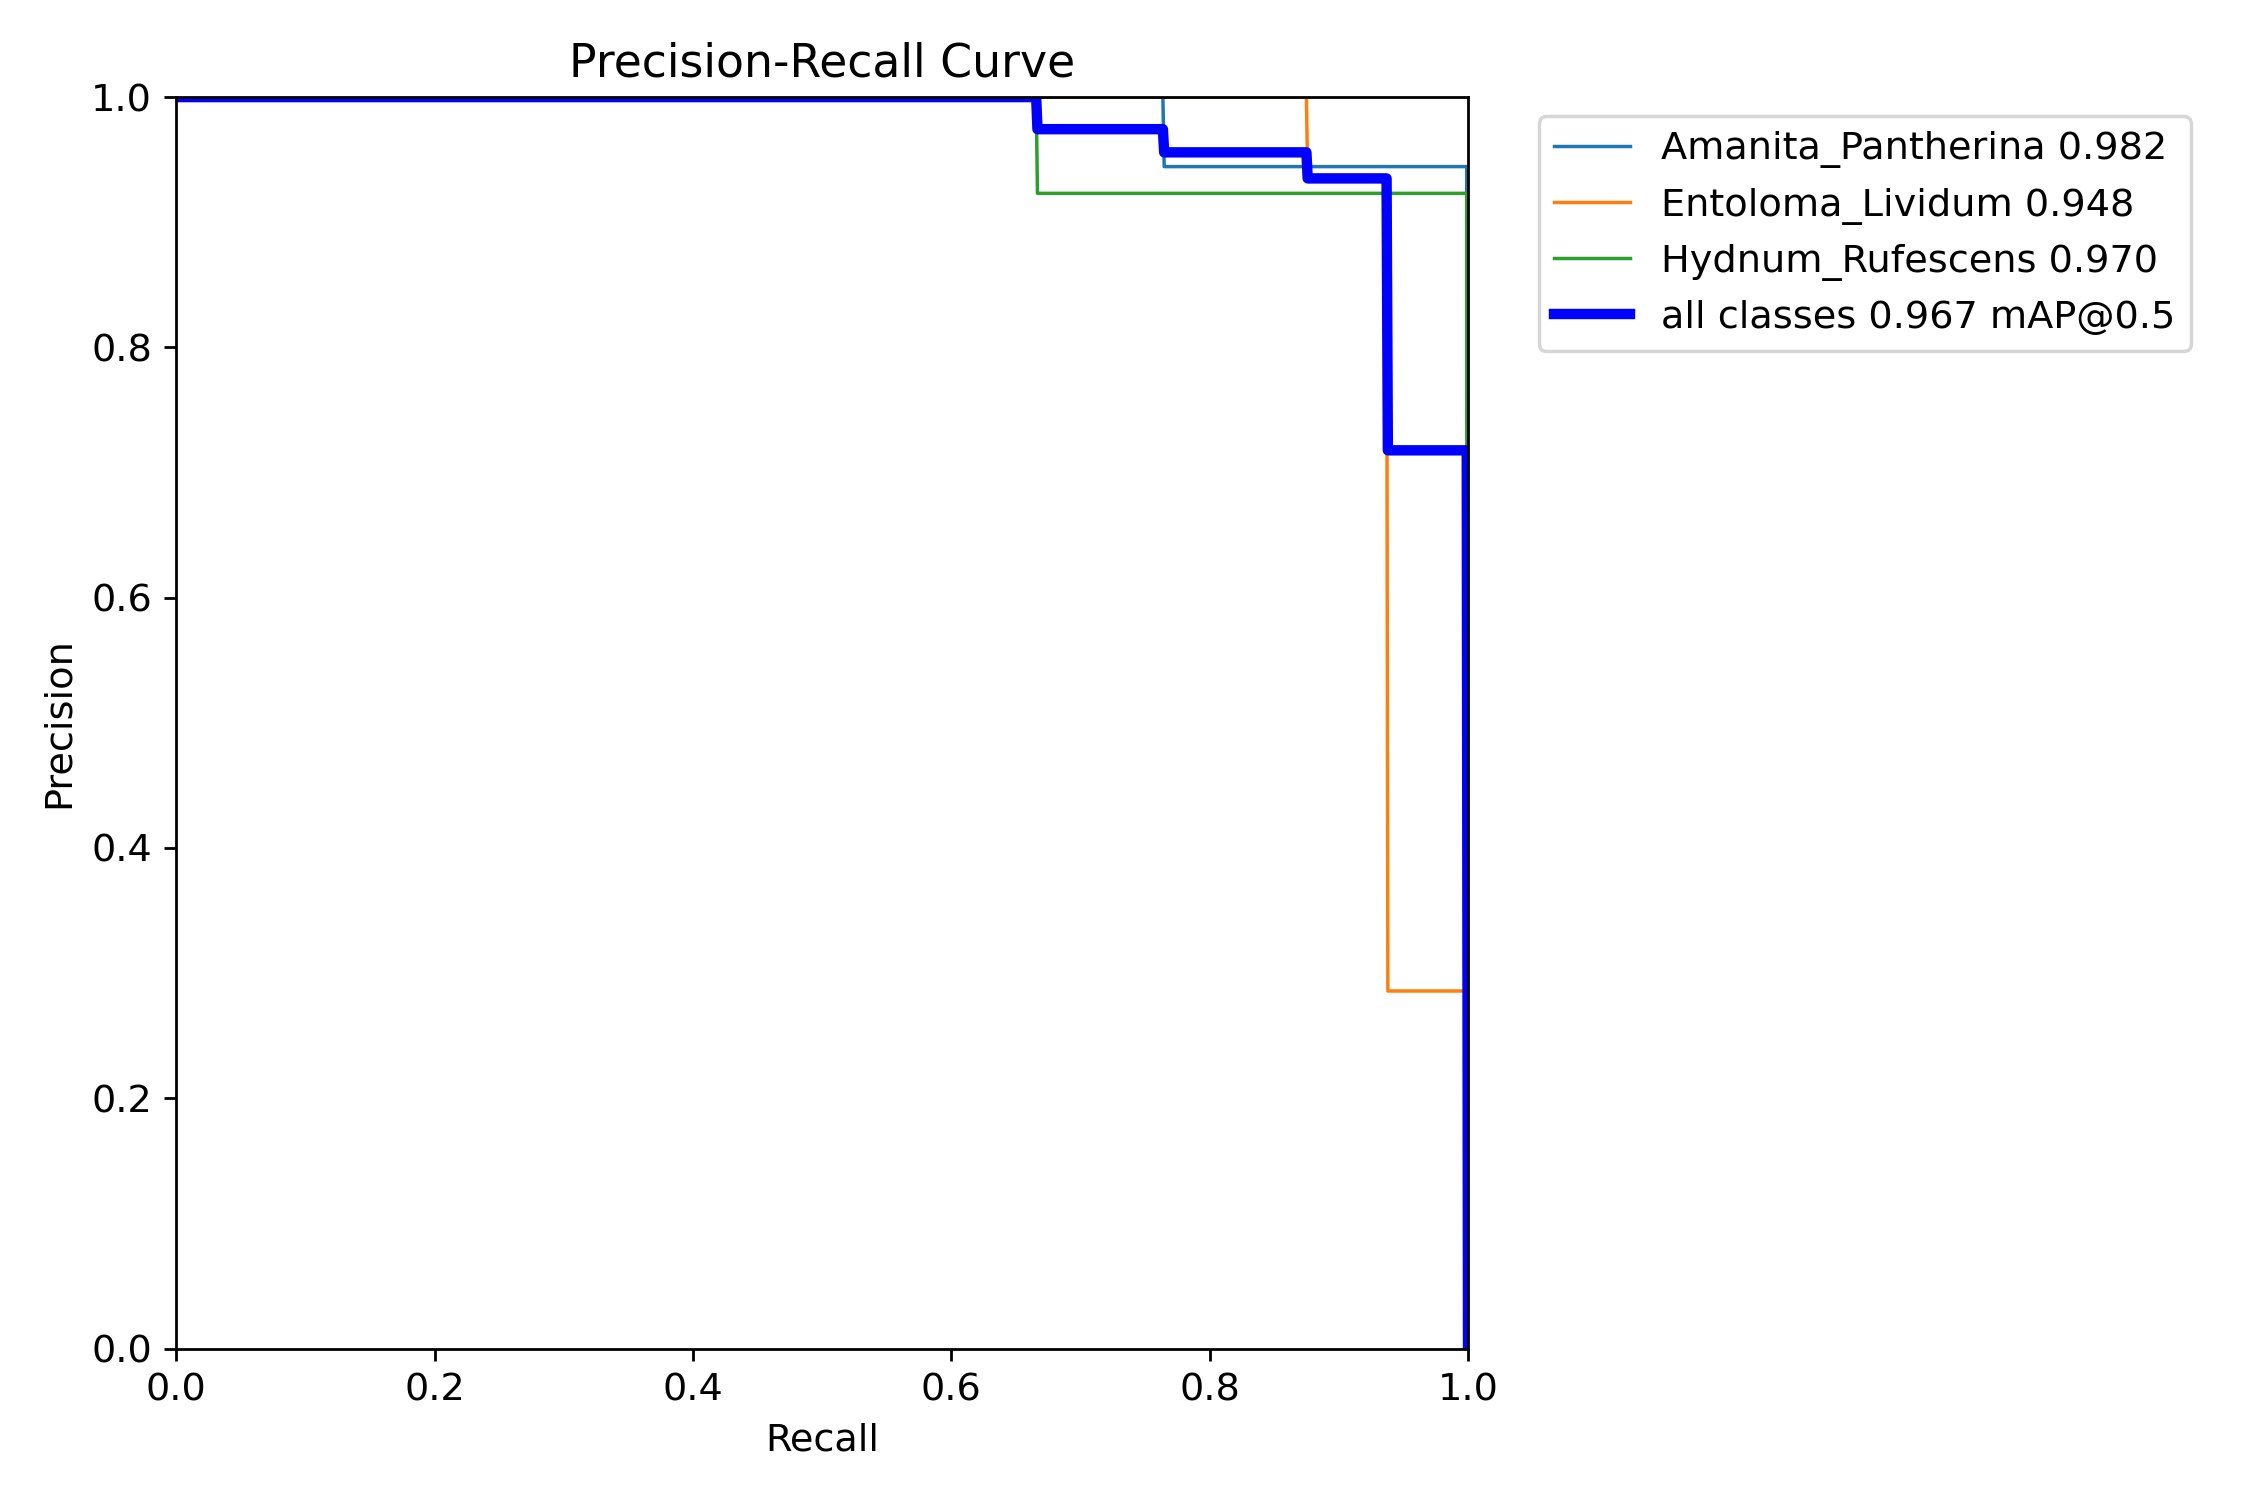 Precision-Recall Curve
1.0
0.8
0.6
0.4
0.2
0.0
Precision
0.0 0.2 0.4 0.6 0.8 1.0
Recall
Amanita_Pantherina 0.982
Entoloma_Lividum 0.948
Hydnum_Rufescens 0.970
all classes 0.967 mAP@0.5